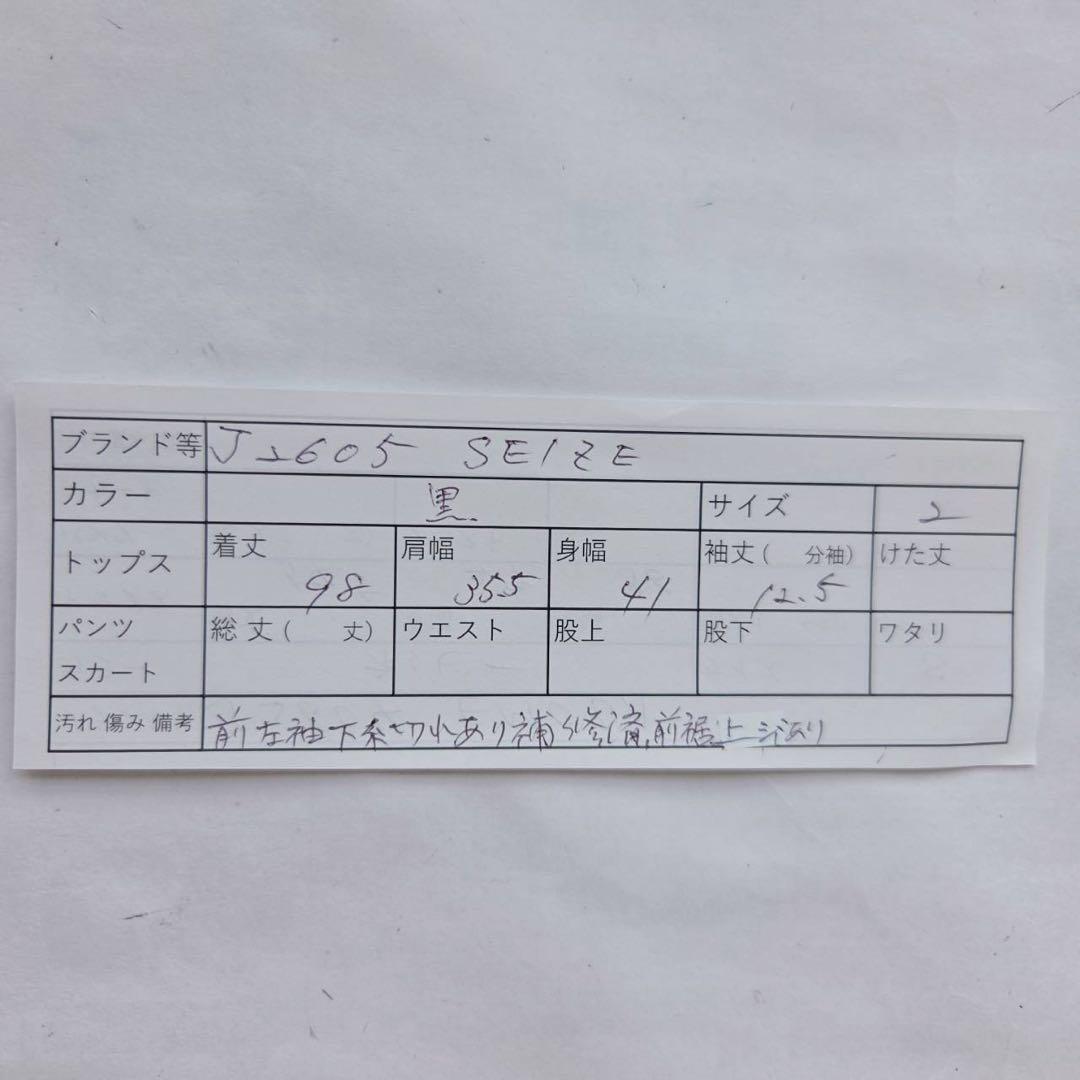 ブランド等 J2605 SEIZE
カラー 黒 サイズ 2
トップス 着丈 98 肩幅 355 身幅 41 袖丈( 分袖) 12.5 けた丈
パンツ スカート 総丈( 丈) ウエスト 股上 股下 ワタリ
汚れ 傷み 備考 前左袖下糸切れあり補修済,前裾上シミあり